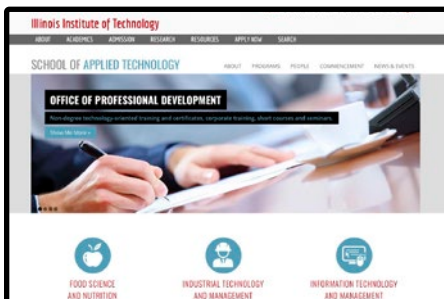 Illinois Institute of Technology
ABOUT ACADEMICS ADMISSION RESEARCH RESOURCES APPLY NOW SEARCH
SCHOOL OF APPLIED TECHNOLOGY
ABOUT PROGRAMS PEOPLE COMMENCEMENT NEWS & EVENTS
OFFICE OF PROFESSIONAL DEVELOPMENT
Non-degree technology-oriented training and certificates, corporate training, short courses and seminars.
Show Me More »
FOOD SCIENCE
AND NUTRITION
INDUSTRIAL TECHNOLOGY
AND MANAGEMENT
INFORMATION TECHNOLOGY
AND MANAGEMENT